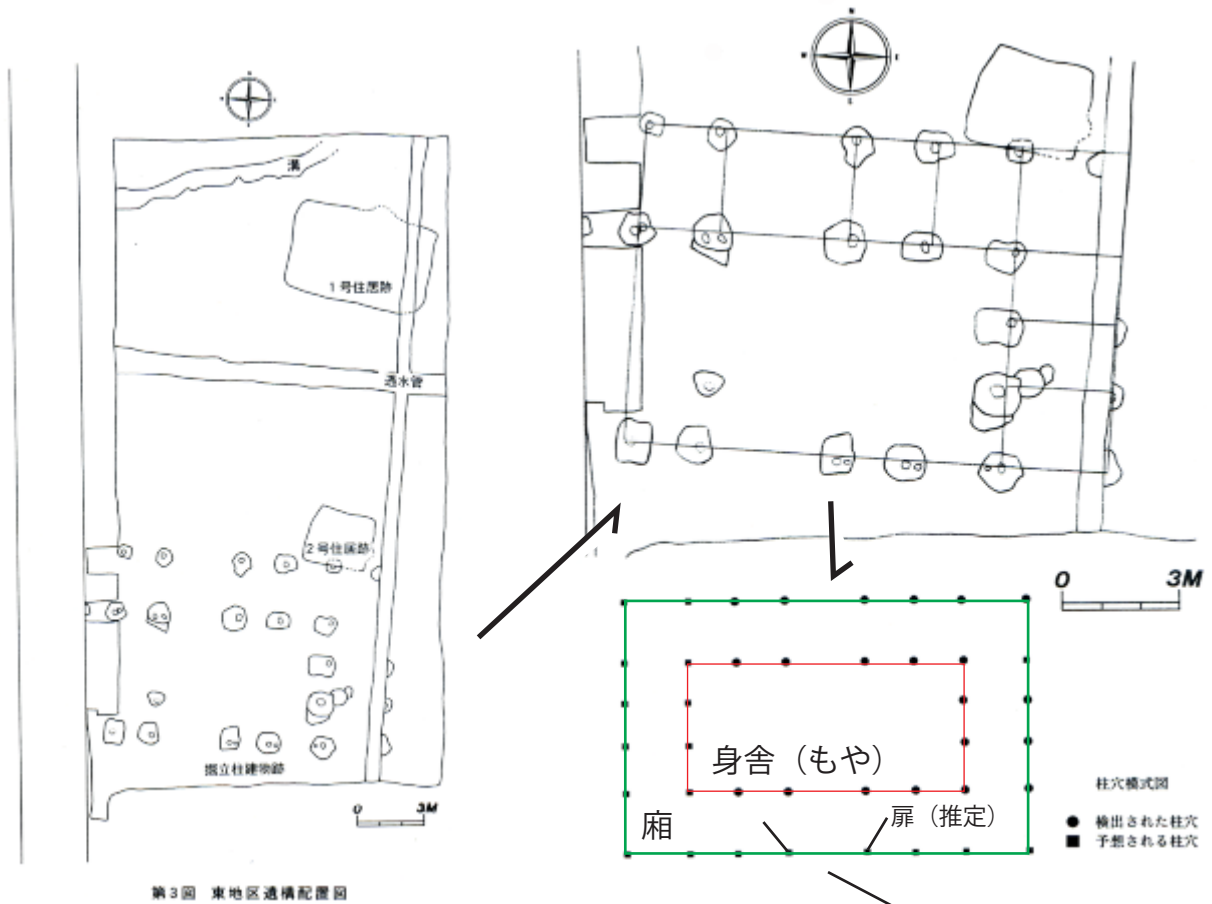 N
溝
1号住居跡
透水管
2号住居跡
掘立柱建物跡
0 3M
第3図 東地区遺構配置図
N
W E
S
0 3M
身舎（もや）
廂
扉（推定）
柱穴模式図
● 検出された柱穴
■ 予想される柱穴